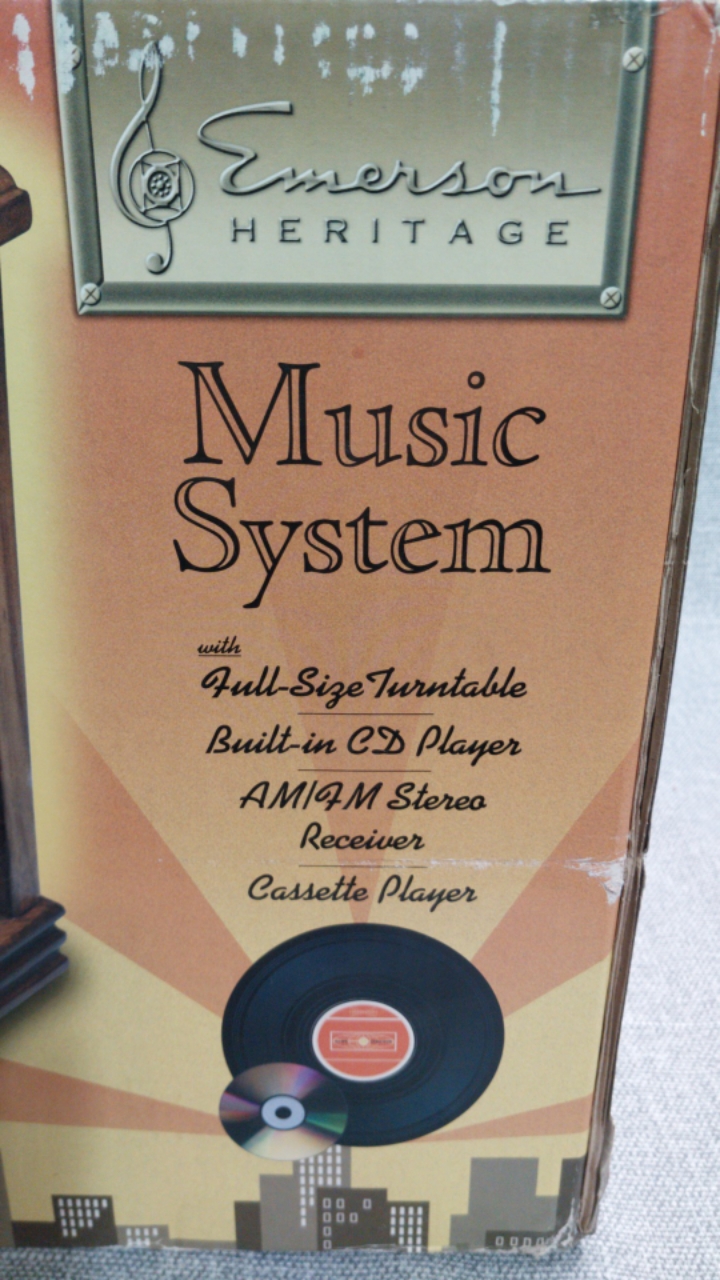 Emerson
HERITAGE
Music
System
with
Full-Size Turntable
Built-in CD Player
AM/FM Stereo
Receiver
Cassette Player